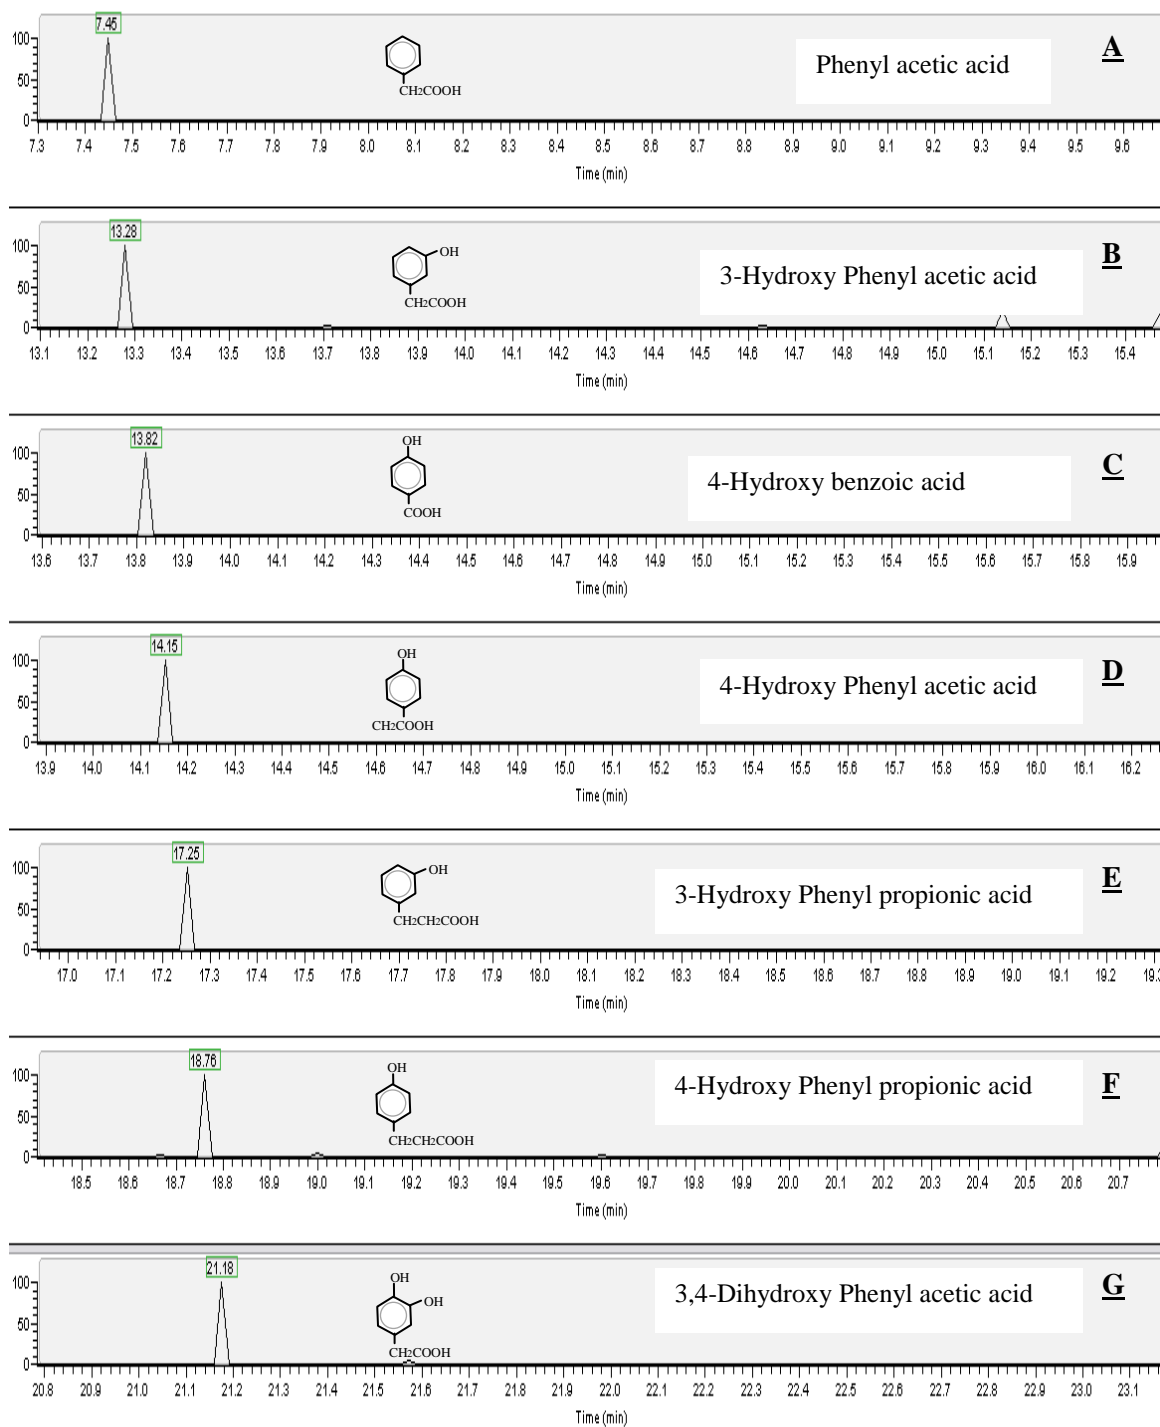 7.45
A
Phenyl acetic acid
CH2COOH
100
50
0
7.3 7.4 7.5 7.6 7.7 7.8 7.9 8.0 8.1 8.2 8.3 8.4 8.5 8.6 8.7 8.8 8.9 9.0 9.1 9.2 9.3 9.4 9.5 9.6
Time (min)
13.28
B
OH
3-Hydroxy Phenyl acetic acid
CH2COOH
100
50
0
13.1 13.2 13.3 13.4 13.5 13.6 13.7 13.8 13.9 14.0 14.1 14.2 14.3 14.4 14.5 14.6 14.7 14.8 14.9 15.0 15.1 15.2 15.3 15.4
Time (min)
13.82
OH
C
4-Hydroxy benzoic acid
COOH
100
50
0
13.6 13.7 13.8 13.9 14.0 14.1 14.2 14.3 14.4 14.5 14.6 14.7 14.8 14.9 15.0 15.1 15.2 15.3 15.4 15.5 15.6 15.7 15.8 15.9
Time (min)
14.15
OH
D
4-Hydroxy Phenyl acetic acid
CH2COOH
100
50
0
13.9 14.0 14.1 14.2 14.3 14.4 14.5 14.6 14.7 14.8 14.9 15.0 15.1 15.2 15.3 15.4 15.5 15.6 15.7 15.8 15.9 16.0 16.1 16.2
Time (min)
17.25
OH
E
3-Hydroxy Phenyl propionic acid
CH2CH2COOH
100
50
0
17.0 17.1 17.2 17.3 17.4 17.5 17.6 17.7 17.8 17.9 18.0 18.1 18.2 18.3 18.4 18.5 18.6 18.7 18.8 18.9 19.0 19.1 19.2 19.3
Time (min)
18.76
OH
F
4-Hydroxy Phenyl propionic acid
CH2CH2COOH
100
50
0
18.5 18.6 18.7 18.8 18.9 19.0 19.1 19.2 19.3 19.4 19.5 19.6 19.7 19.8 19.9 20.0 20.1 20.2 20.3 20.4 20.5 20.6 20.7
Time (min)
21.18
OH
OH
G
3,4-Dihydroxy Phenyl acetic acid
CH2COOH
100
50
0
20.8 20.9 21.0 21.1 21.2 21.3 21.4 21.5 21.6 21.7 21.8 21.9 22.0 22.1 22.2 22.3 22.4 22.5 22.6 22.7 22.8 22.9 23.0 23.1
Time (min)